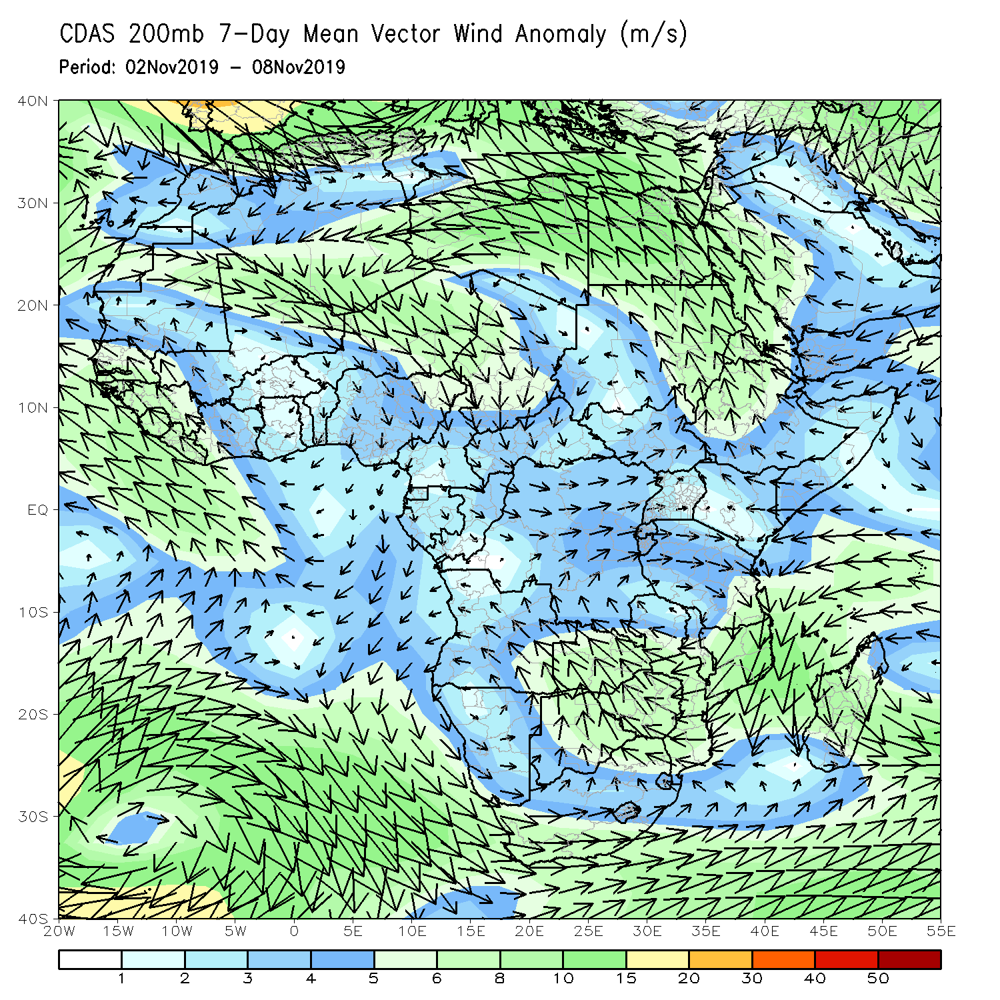 CDAS 200mb 7-Day Mean Vector Wind Anomaly (m/s)
Period: 02Nov2019 - 08Nov2019
40N
30N
20N
10N
EQ
10S
20S
30S
40S
20W 15W 10W 5W 0 5E 10E 15E 20E 25E 30E 35E 40E 45E 50E 55E
1 2 3 4 5 6 8 10 15 20 30 40 50